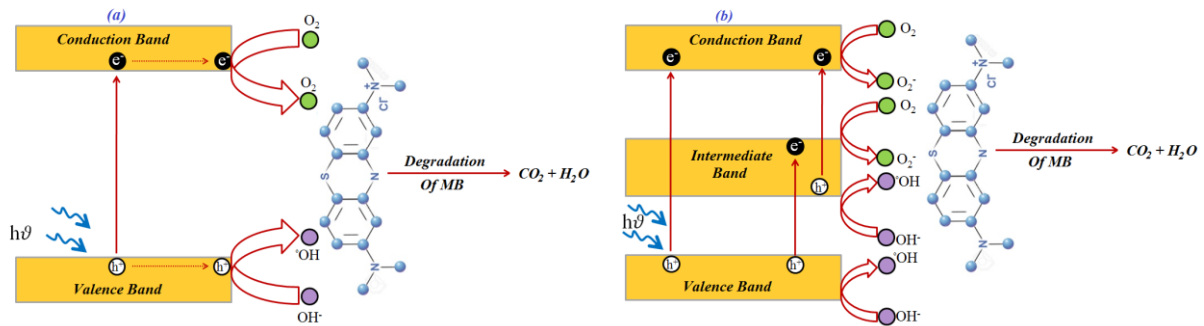 (a)
O₂
Conduction Band
e⁻ e⁻
O₂
N
+
Cl⁻
S N
Degradation
Of MB
CO₂ + H₂O
N
hϑ
h⁺ h⁺
Valence Band
•OH
OH⁻
(b)
Conduction Band
e⁻ e⁻
O₂
O₂⁻
O₂
O₂⁻
Intermediate
Band
e⁻
h⁺
•OH
OH⁻
N
+
Cl⁻
S N
Degradation
Of MB
CO₂ + H₂O
N
hϑ
h⁺ h⁺
Valence Band
•OH
OH⁻